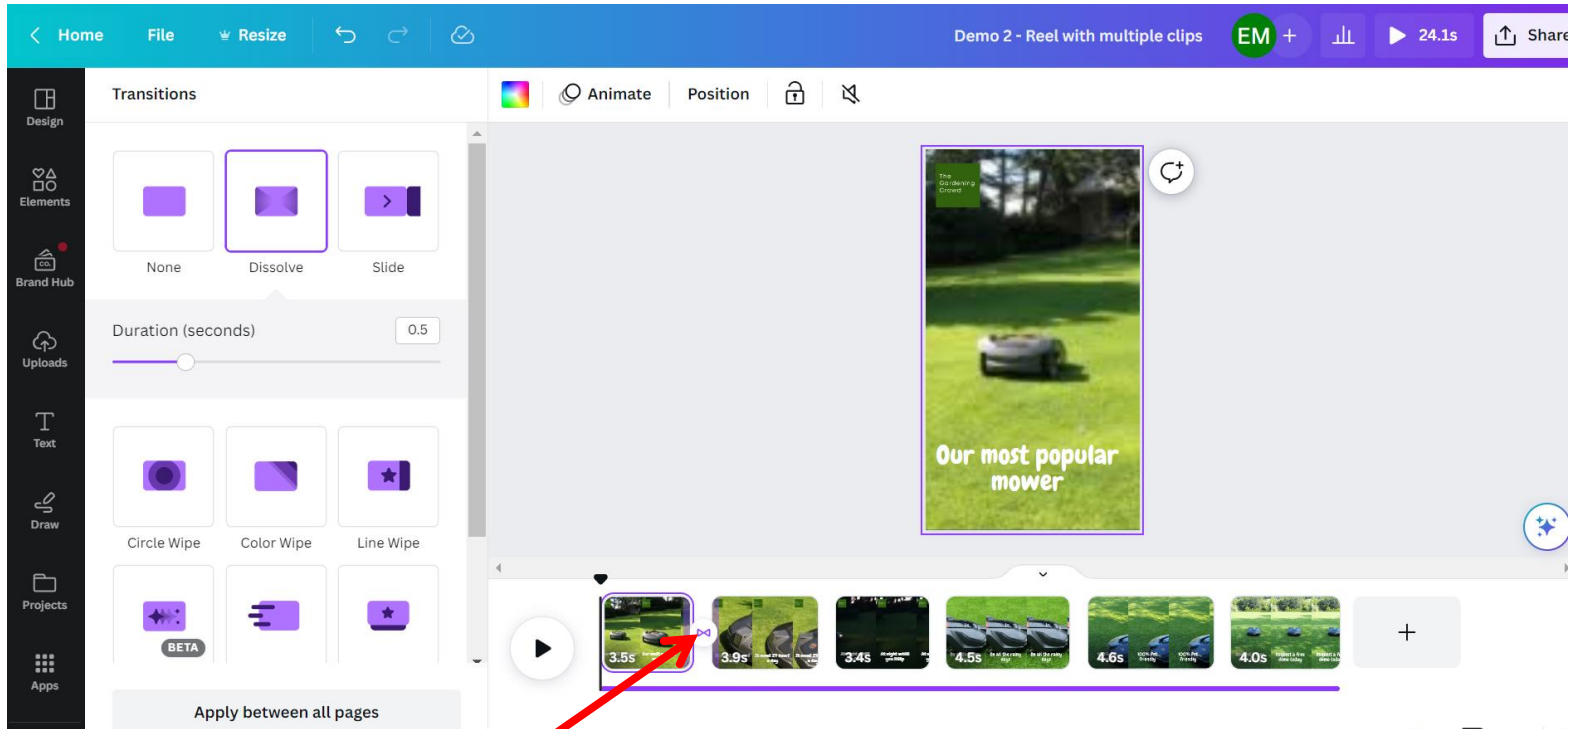 Home File Resize Demo 2 - Reel with multiple clips EM + 24.1s Share
Design
Elements
Brand Hub
Uploads
Text
Draw
Projects
Apps
Transitions
None Dissolve Slide
Duration (seconds) 0.5
Circle Wipe Color Wipe Line Wipe
BETA
Apply between all pages
Animate Position
The
Gardening
Crowd
Our most popular
mower
3.5s 3.9s 3.4s 4.5s 4.6s 4.0s